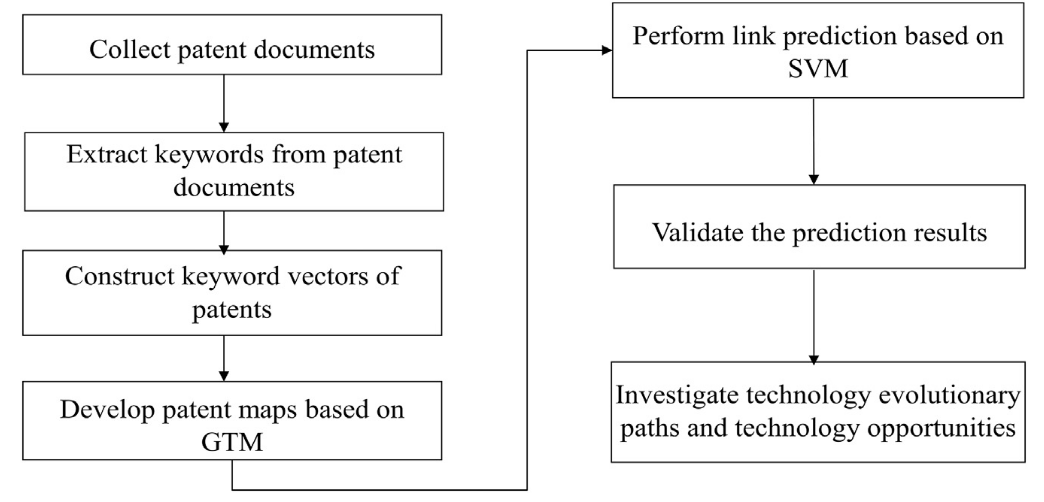 Collect patent documents
Extract keywords from patent
documents
Construct keyword vectors of
patents
Develop patent maps based on
GTM
Perform link prediction based on
SVM
Validate the prediction results
Investigate technology evolutionary
paths and technology opportunities